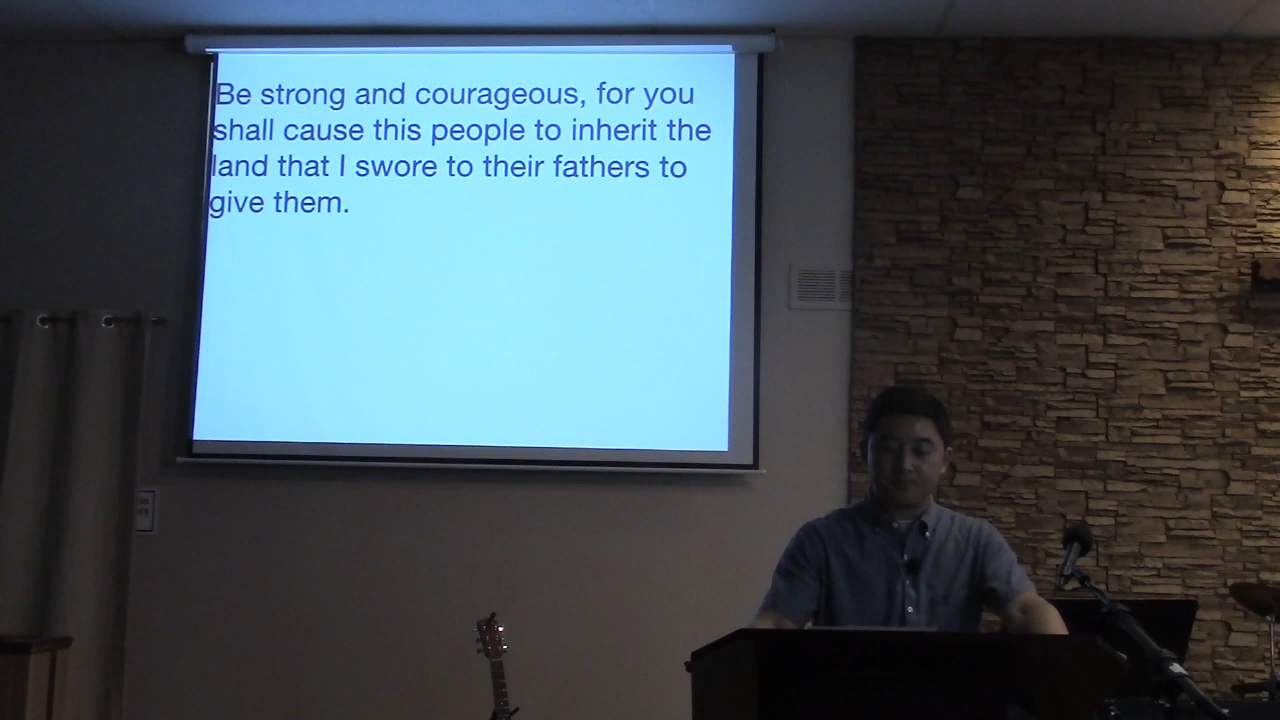 Be strong and courageous, for you
shall cause this people to inherit the
land that I swore to their fathers to
give them.